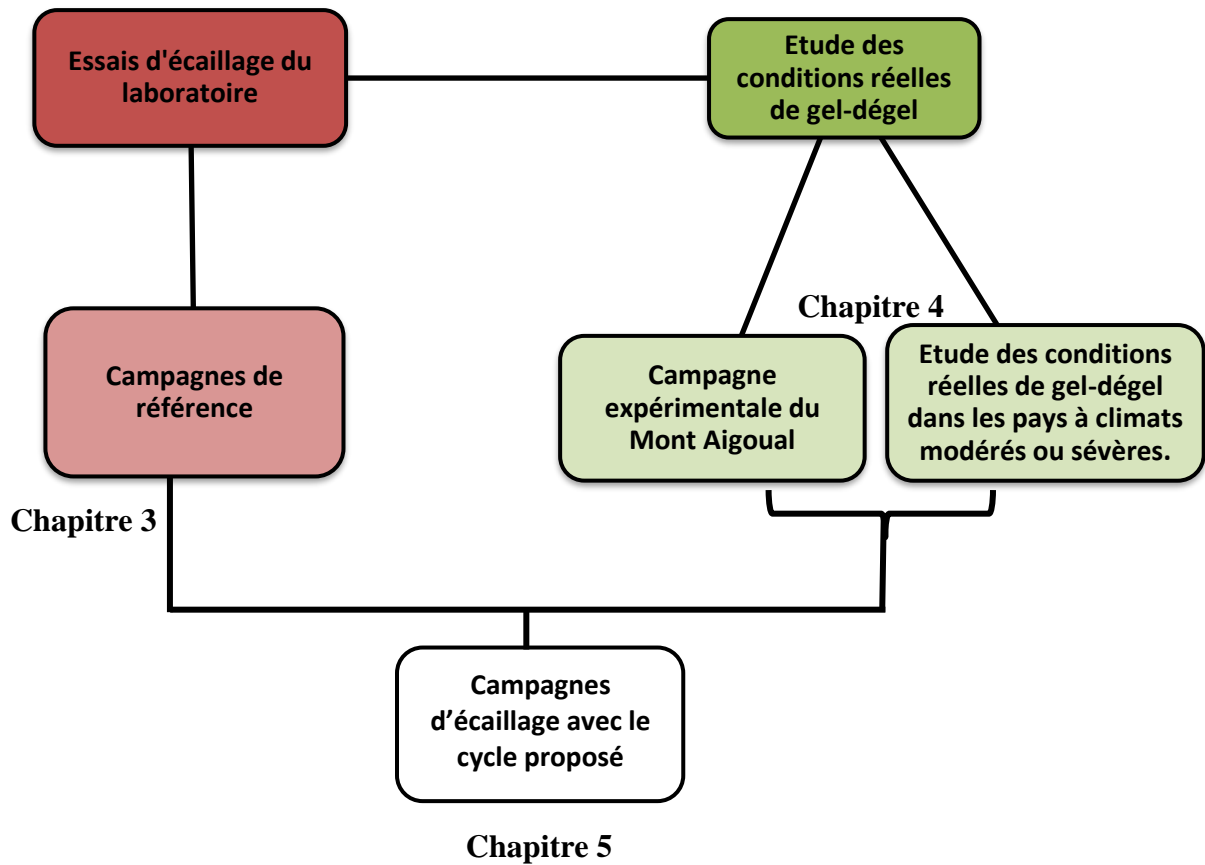 Essais d'écaillage du
laboratoire
Etude des
conditions réelles
de gel-dégel
Chapitre 4
Campagnes de
référence
Campagne
expérimentale du
Mont Aigoual
Etude des conditions
réelles de gel-dégel
dans les pays à climats
modérés ou sévères.
Chapitre 3
Campagnes
d’écaillage avec le
cycle proposé
Chapitre 5